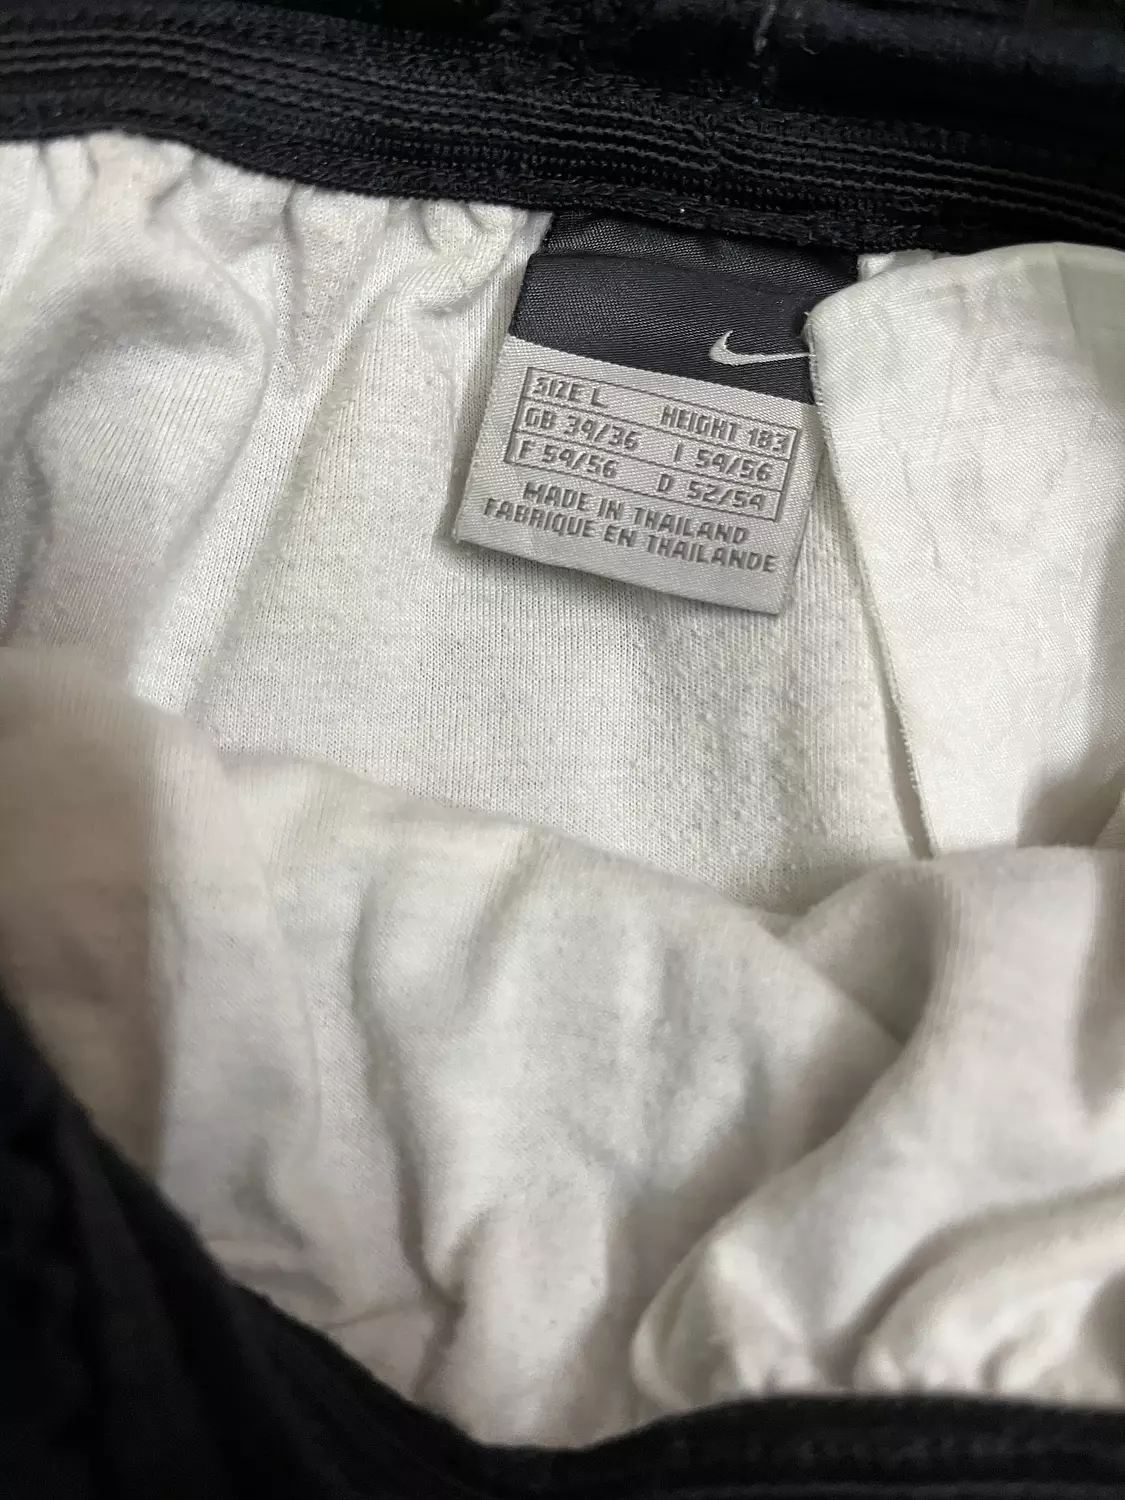 SIZE L HEIGHT 183
GB 34/36 I 54/56
F 54/56 D 52/54
MADE IN THAILAND
FABRIQUE EN THAILANDE